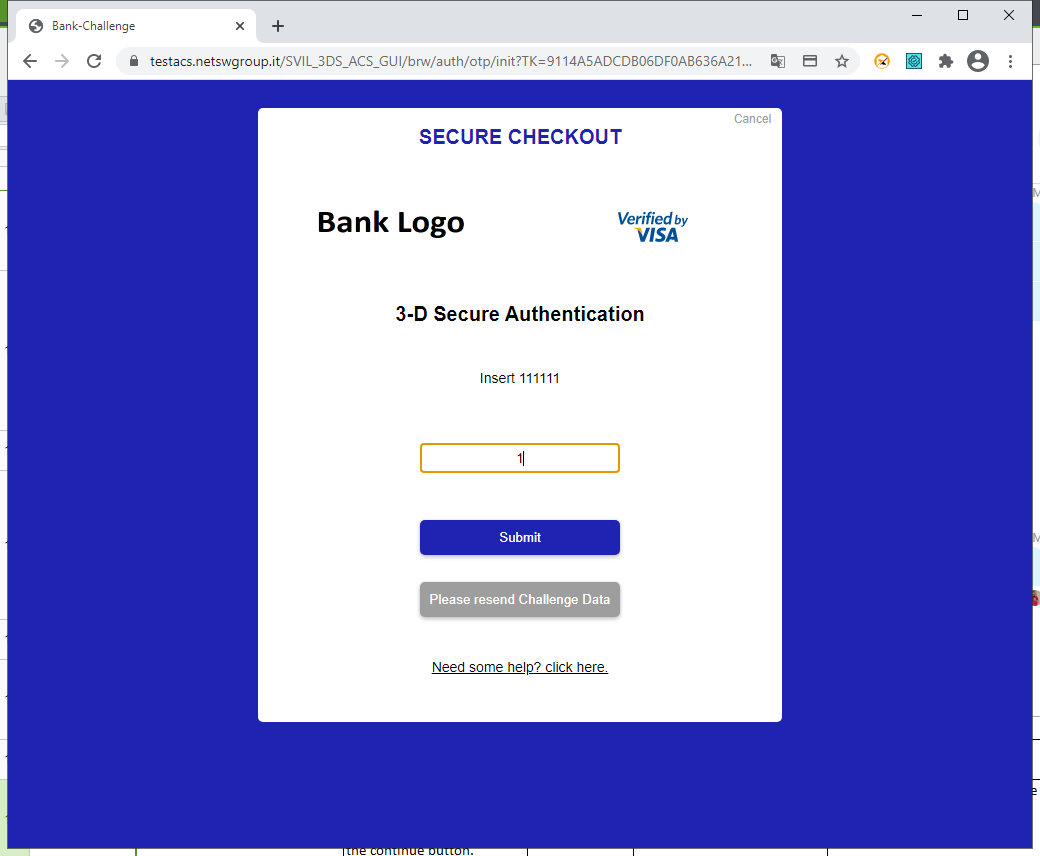 Bank-Challenge
testacs.netswgroup.it/SVIL_3DS_ACS_GUI/brw/auth/otp/init?TK=9114A5ADCDB06DF0AB636A21...
Cancel
SECURE CHECKOUT
Bank Logo
Verified by
VISA
3-D Secure Authentication
Insert 111111
1
Submit
Please resend Challenge Data
Need some help? click here.
the continue button.